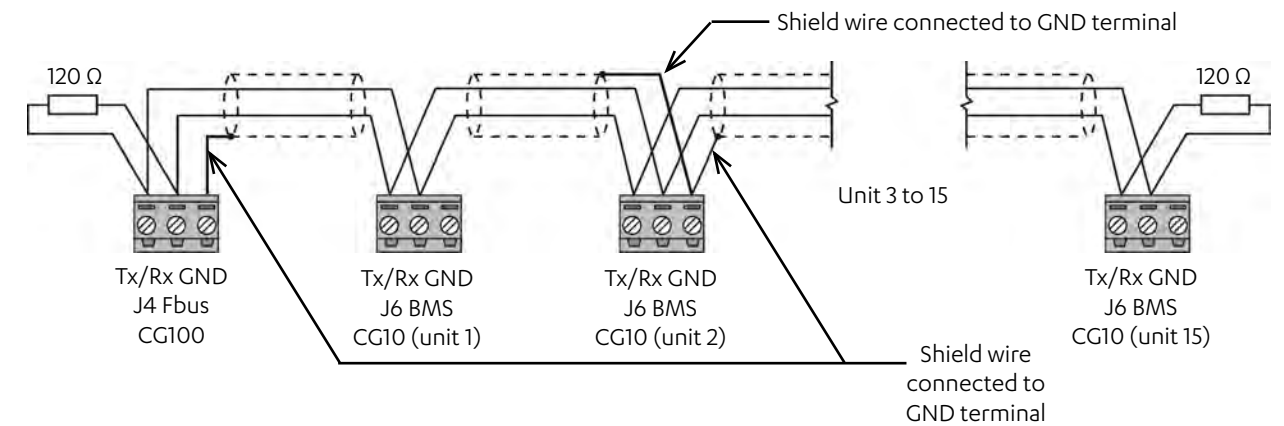 Shield wire connected to GND terminal
120 Ω
120 Ω
Unit 3 to 15
Tx/Rx GND
J4 Fbus
CG100
Tx/Rx GND
J6 BMS
CG10 (unit 1)
Tx/Rx GND
J6 BMS
CG10 (unit 2)
Tx/Rx GND
J6 BMS
CG10 (unit 15)
Shield wire
connected to
GND terminal